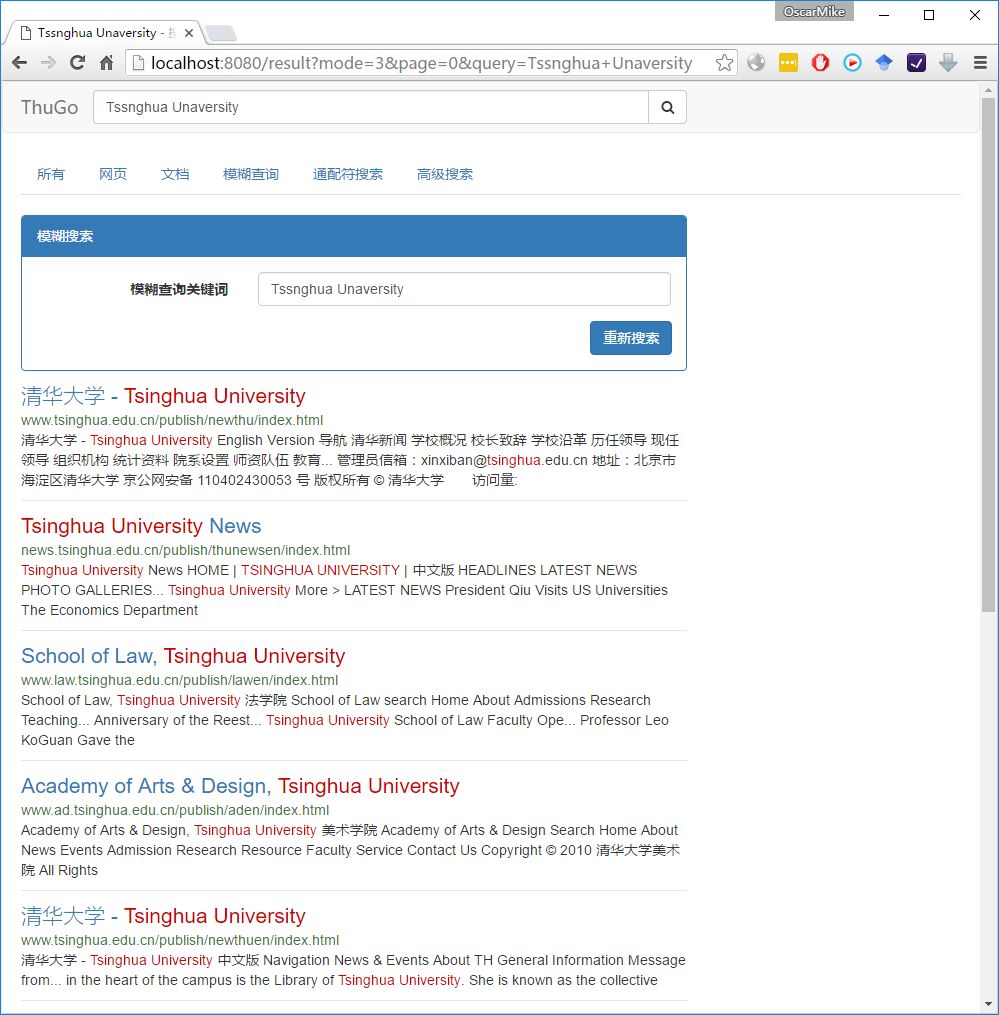 OscarMike
Tssnghua Unaversity -
localhost:8080/result?mode=3&page=0&query=Tssnghua+Unaversity
ThuGo Tssnghua Unaversity
所有 网页 文档 模糊查询 通配符搜索 高级搜索
模糊搜索
模糊查询关键词 Tssnghua Unaversity
重新搜索
清华大学 - Tsinghua University
www.tsinghua.edu.cn/publish/newthu/index.html
清华大学 - Tsinghua University English Version 导航 清华新闻 学校概况 校长致辞 学校沿革 历任领导 现任
领导 组织机构 统计资料 院系设置 师资队伍 教育... 管理员信箱：xinxiban@tsinghua.edu.cn 地址：北京市
海淀区清华大学 京公网安备 110402430053 号 版权所有 © 清华大学 访问量:
Tsinghua University News
news.tsinghua.edu.cn/publish/thunewsen/index.html
Tsinghua University News HOME | TSINGHUA UNIVERSITY | 中文版 HEADLINES LATEST NEWS
PHOTO GALLERIES... Tsinghua University More > LATEST NEWS President Qiu Visits US Universities
The Economics Department
School of Law, Tsinghua University
www.law.tsinghua.edu.cn/publish/lawen/index.html
School of Law, Tsinghua University 法学院 School of Law search Home About Admissions Research
Teaching... Anniversary of the Reest... Tsinghua University School of Law Faculty Ope... Professor Leo
KoGuan Gave the
Academy of Arts & Design, Tsinghua University
www.ad.tsinghua.edu.cn/publish/aden/index.html
Academy of Arts & Design, Tsinghua University 美术学院 Academy of Arts & Design Search Home About
News Events Admission Research Resource Faculty Service Contact Us Copyright © 2010 清华大学美术
院 All Rights
清华大学 - Tsinghua University
www.tsinghua.edu.cn/publish/newthuen/index.html
清华大学 - Tsinghua University 中文版 Navigation News & Events About TH General Information Message
from... in the heart of the campus is the Library of Tsinghua University. She is known as the collective